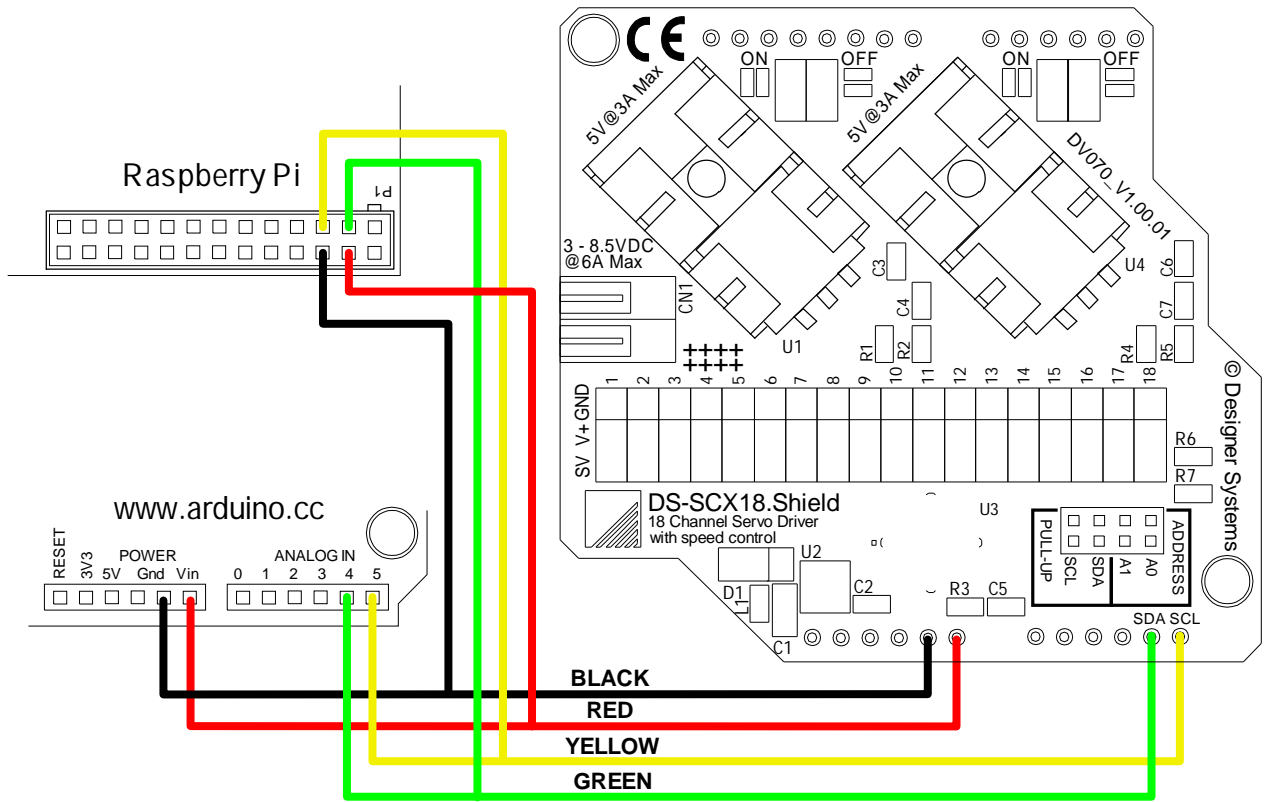 CE
ON OFF
ON OFF
5V@3A Max
5V@3A Max
DV070_V1.00.01
Raspberry Pi
P1
3 - 8.5VDC
@6A Max
CN1
U1
U4
C3
C4
C6
C7
R1
R2
R4
R5
© Designer Systems
1 2 3 4 5 6 7 8 9 10 11 12 13 14 15 16 17 18
SV V+ GND
R6
R7
DS-SCX18.Shield
18 Channel Servo Driver
with speed control
U3
PULL-UP
SCL SDA A1 A0
ADDRESS
www.arduino.cc
POWER
RESET 3V3 5V Gnd Vin
ANALOG IN
0 1 2 3 4 5
U2
D1
L1
C1
C2
R3 C5
SDA SCL
BLACK
RED
YELLOW
GREEN